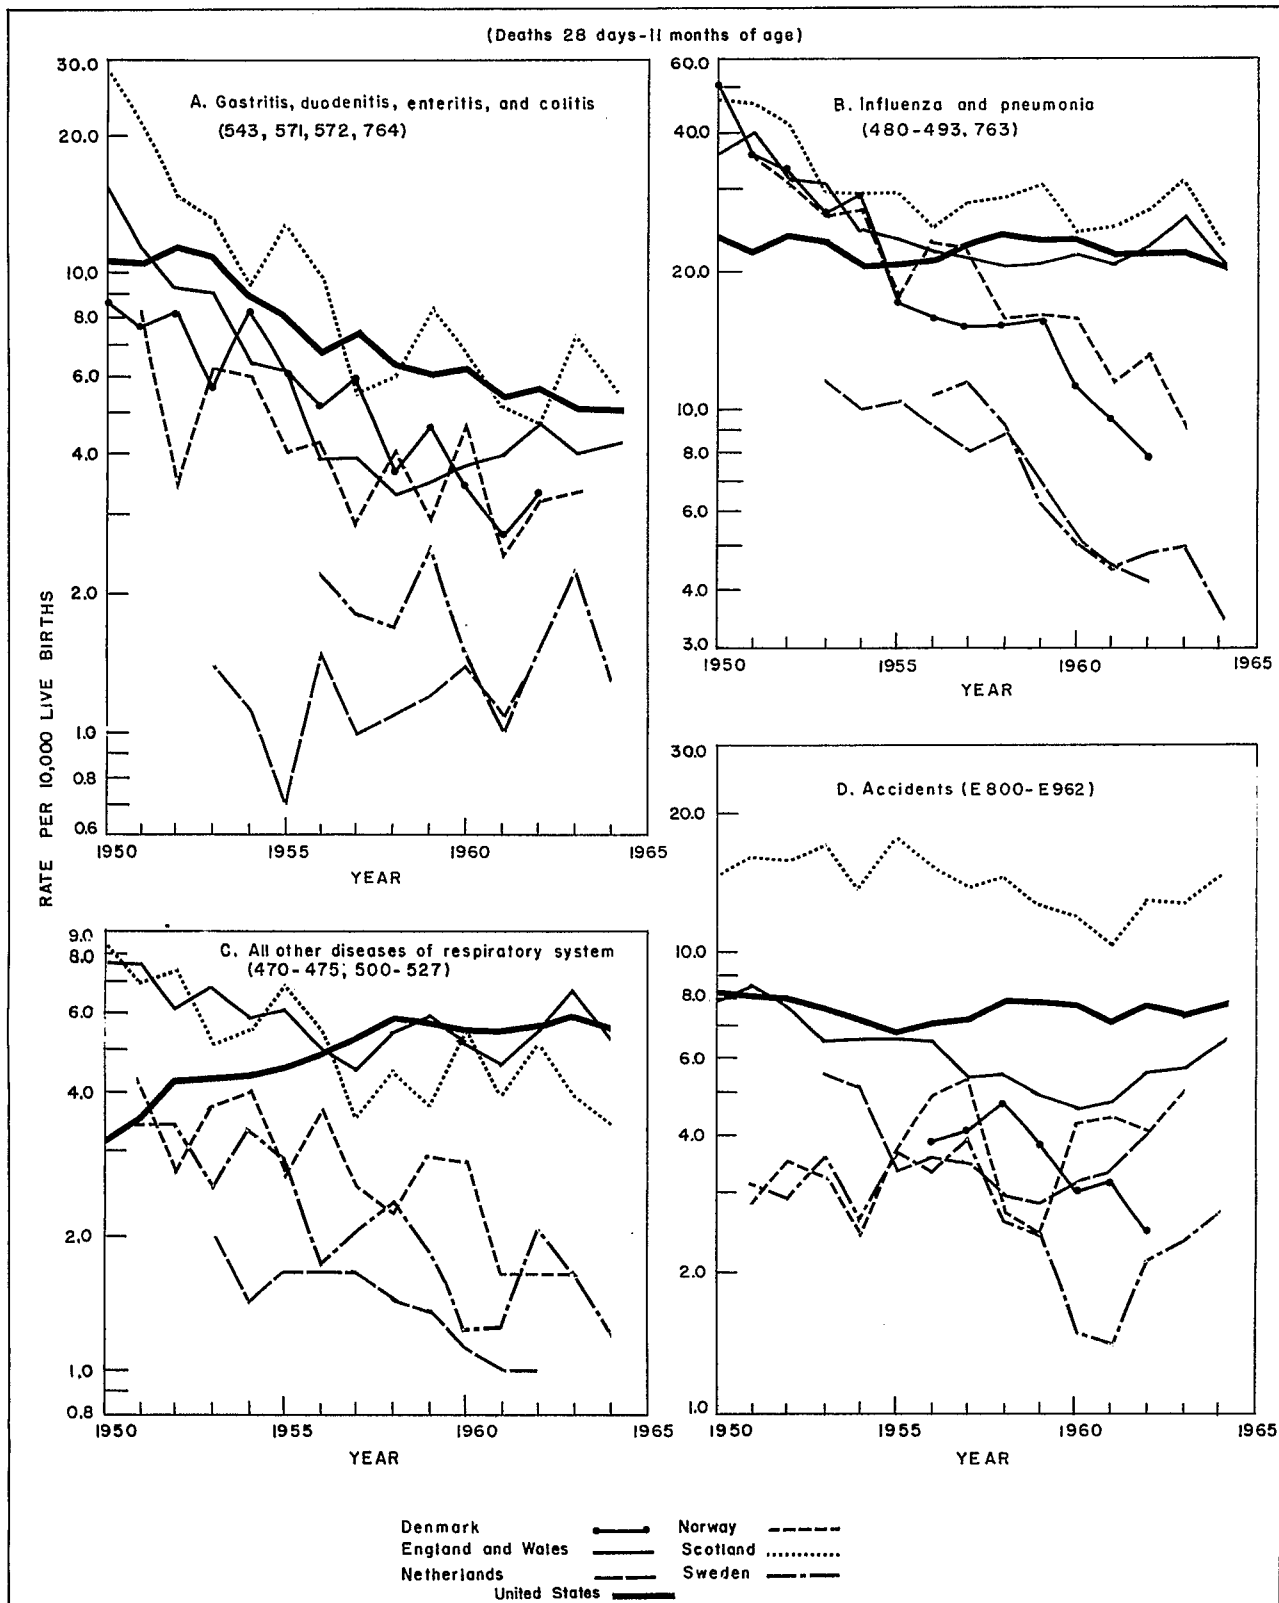 (Deaths 28 days-11 months of age)
RATE PER 10,000 LIVE BIRTHS
A. Gastritis, duodenitis, enteritis, and colitis
(543, 571, 572, 764)
30.0
20.0
10.0
8.0
6.0
4.0
2.0
1.0
0.8
0.6
1950
1955
1960
1965
YEAR
B. Influenza and pneumonia
(480-493, 763)
60.0
40.0
20.0
10.0
8.0
6.0
4.0
3.0
1950
1955
1960
1965
YEAR
C. All other diseases of respiratory system
(470-475; 500-527)
9.0
8.0
6.0
4.0
2.0
1.0
0.8
1950
1955
1960
1965
YEAR
D. Accidents (E800-E962)
30.0
20.0
10.0
8.0
6.0
4.0
2.0
1.0
1950
1955
1960
1965
YEAR
Denmark
Norway
England and Wales
Scotland
Netherlands
Sweden
United States